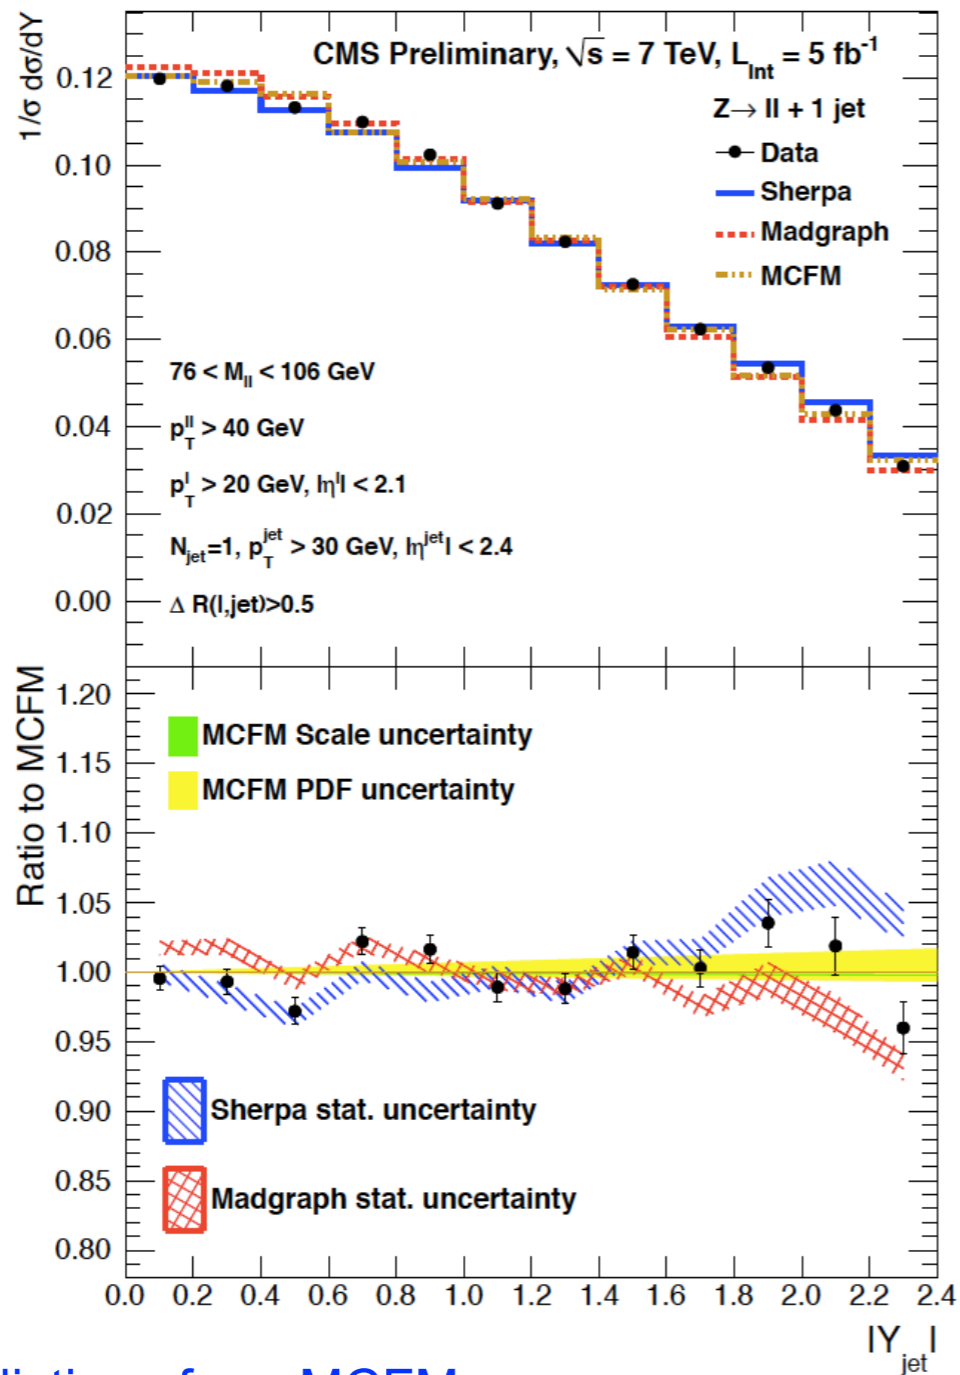 CMS Preliminary, √s = 7 TeV, L_Int = 5 fb⁻¹
Z→ ll + 1 jet
Data
Sherpa
Madgraph
MCFM
1/σ dσ/dY
0.12
0.10
0.08
0.06
0.04
0.02
0.00
76 < M_ll < 106 GeV
p_T^ll > 40 GeV
p_T^l > 20 GeV, |η^l| < 2.1
N_jet=1, p_T^jet > 30 GeV, |η^jet| < 2.4
Δ R(l,jet)>0.5
Ratio to MCFM
1.20
1.15
1.10
1.05
1.00
0.95
0.90
0.85
0.80
MCFM Scale uncertainty
MCFM PDF uncertainty
Sherpa stat. uncertainty
Madgraph stat. uncertainty
0.0 0.2 0.4 0.6 0.8 1.0 1.2 1.4 1.6 1.8 2.0 2.2 2.4
|Y_jet|
MCFM